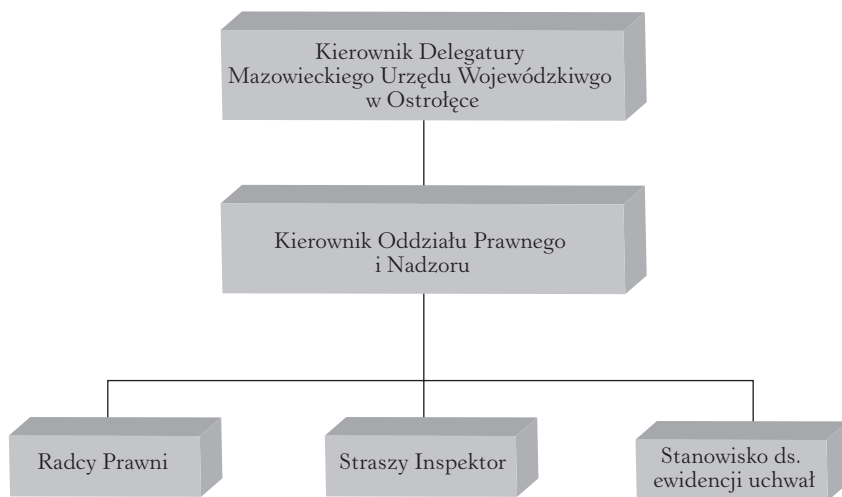 Kierownik Delegatury
Mazowieckiego Urzędu Wojewódzkiwgo
w Ostrołęce
Kierownik Oddziału Prawnego
i Nadzoru
Radcy Prawni
Straszy Inspektor
Stanowisko ds.
ewidencji uchwał